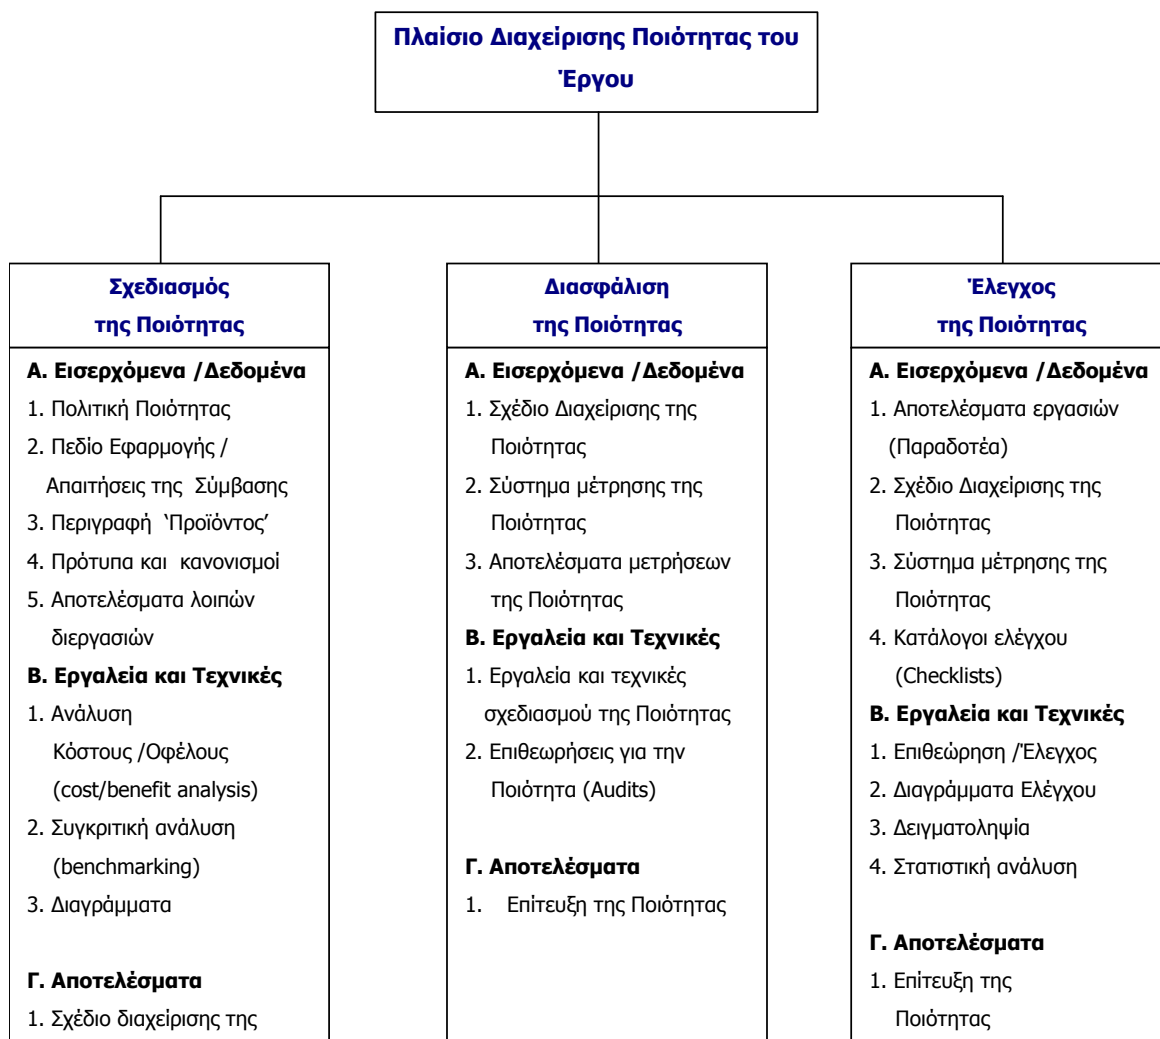 Πλαίσιο Διαχείρισης Ποιότητας του
Έργου
Σχεδιασμός
της Ποιότητας
Α. Εισερχόμενα /Δεδομένα
1. Πολιτική Ποιότητας
2. Πεδίο Εφαρμογής /
Απαιτήσεις της Σύμβασης
3. Περιγραφή ‘Προϊόντος’
4. Πρότυπα και κανονισμοί
5. Αποτελέσματα λοιπών
διεργασιών
Β. Εργαλεία και Τεχνικές
1. Ανάλυση
Κόστους /Οφέλους
(cost/benefit analysis)
2. Συγκριτική ανάλυση
(benchmarking)
3. Διαγράμματα
Γ. Αποτελέσματα
1. Σχέδιο διαχείρισης της
Διασφάλιση
της Ποιότητας
Α. Εισερχόμενα /Δεδομένα
1. Σχέδιο Διαχείρισης της
Ποιότητας
2. Σύστημα μέτρησης της
Ποιότητας
3. Αποτελέσματα μετρήσεων
της Ποιότητας
Β. Εργαλεία και Τεχνικές
1. Εργαλεία και τεχνικές
σχεδιασμού της Ποιότητας
2. Επιθεωρήσεις για την
Ποιότητα (Audits)
Γ. Αποτελέσματα
1. Επίτευξη της Ποιότητας
Έλεγχος
της Ποιότητας
Α. Εισερχόμενα /Δεδομένα
1. Αποτελέσματα εργασιών
(Παραδοτέα)
2. Σχέδιο Διαχείρισης της
Ποιότητας
3. Σύστημα μέτρησης της
Ποιότητας
4. Κατάλογοι ελέγχου
(Checklists)
Β. Εργαλεία και Τεχνικές
1. Επιθεώρηση /Έλεγχος
2. Διαγράμματα Ελέγχου
3. Δειγματοληψία
4. Στατιστική ανάλυση
Γ. Αποτελέσματα
1. Επίτευξη της
Ποιότητας